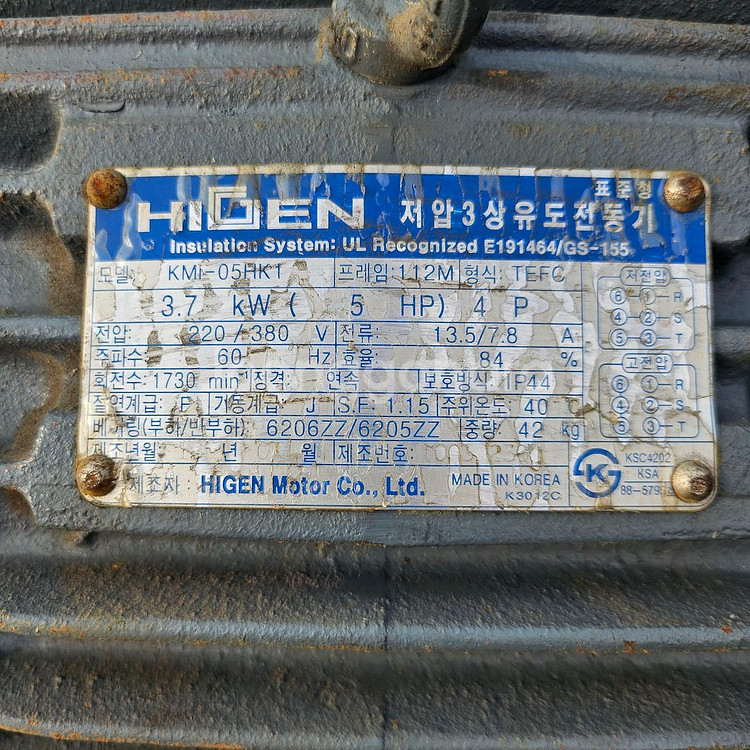 표준형
HIGEN 저압3상유도전동기
Insulation System: UL Recognized E191464/GS-155
모델: KMI-05HK1 프레임:112M 형식: TEFC
3.7 kW ( 5 HP) 4 P
전압: 220/380 V 전류: 13.5/7.8 A
주파수: 60 Hz 효율: 84 %
회전수:1730 min⁻¹ 정격: 연속 보호방식: IP44
절연계급: F 기동계급: J S.F: 1.15 주위온도: 40 ℃
베어링(부하/반부하) 6206ZZ/6205ZZ 중량: 42 kg
제조년월 년 월 제조번호:
제조자: HIGEN Motor Co., Ltd.
MADE IN KOREA
K3012C
저전압
⑥-①-R
④-②-S
⑤-③-T
고전압
⑥ ①-R
④ ②-S
⑤ ③-T
KS
KSC4202
KSA